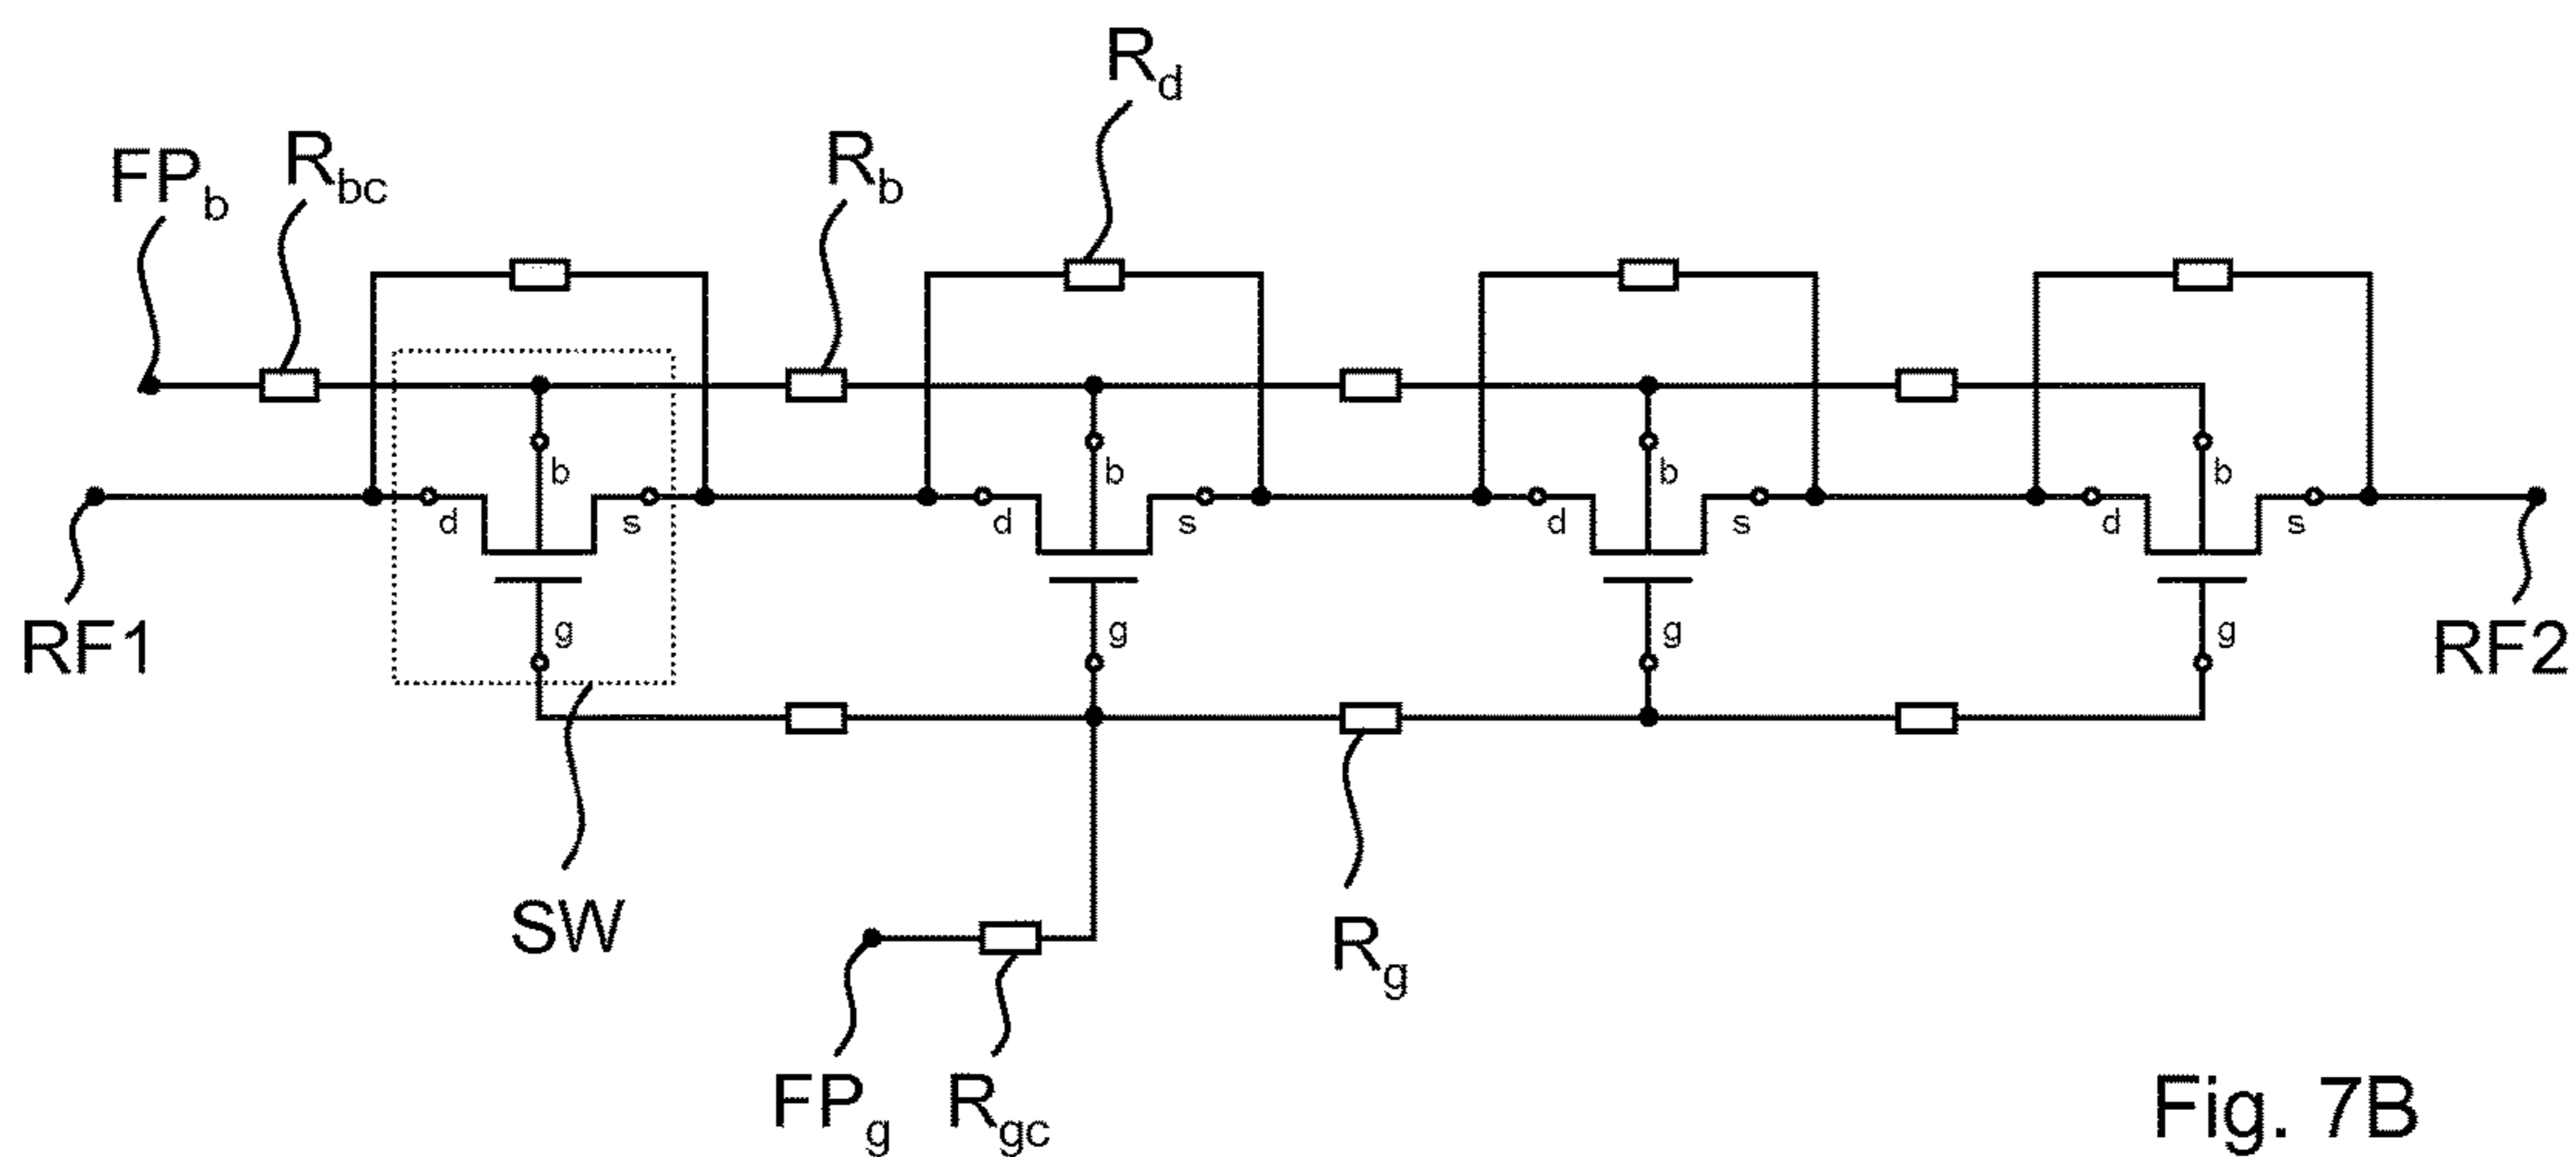 R_d
FP_b R_bc R_b
b b b b
d s d s d s d s
g g g g
RF1 RF2
SW R_g
FP_g R_gc
Fig. 7B